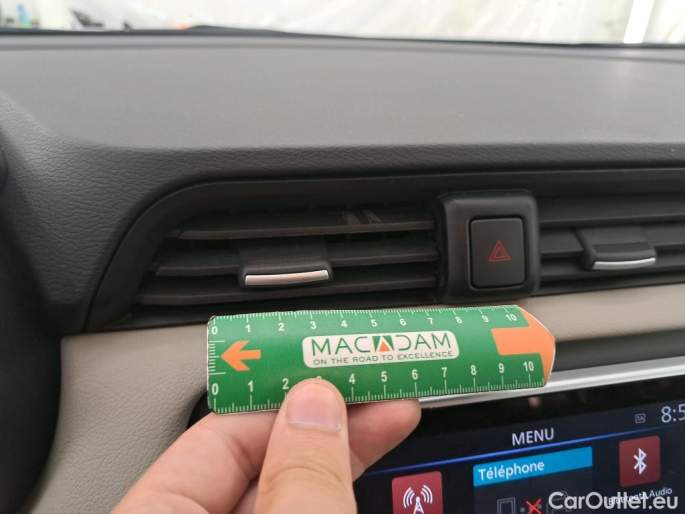 0 1 2 3 4 5 6 7 8 9 10
MACADAM
ON THE ROAD TO EXCELLENCE
0 1 2 4 5 6 7 8 9 10
8:5
MENU
Téléphone
Audio
CarOutlet.eu